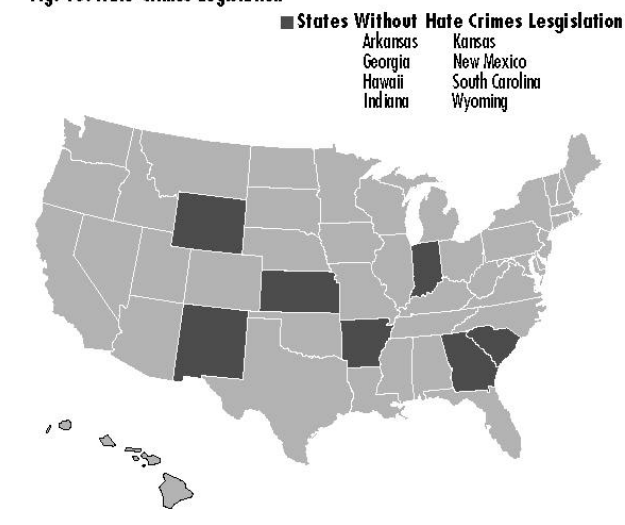 States Without Hate Crimes Lesgislation
Arkansas Kansas
Georgia New Mexico
Hawaii South Carolina
Indiana Wyoming